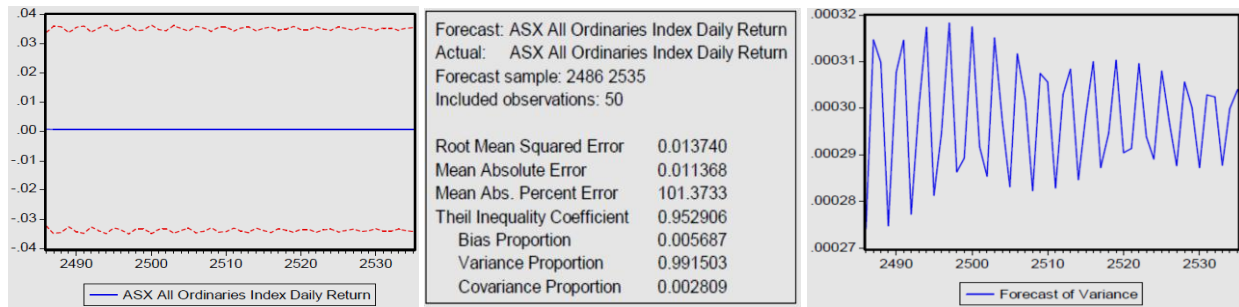 .04
.03
.02
.01
.00
-.01
-.02
-.03
-.04
2490 2500 2510 2520 2530
ASX All Ordinaries Index Daily Return
Forecast: ASX All Ordinaries Index Daily Return
Actual: ASX All Ordinaries Index Daily Return
Forecast sample: 2486 2535
Included observations: 50
Root Mean Squared Error 0.013740
Mean Absolute Error 0.011368
Mean Abs. Percent Error 101.3733
Theil Inequality Coefficient 0.952906
Bias Proportion 0.005687
Variance Proportion 0.991503
Covariance Proportion 0.002809
.00032
.00031
.00030
.00029
.00028
.00027
2490 2500 2510 2520 2530
Forecast of Variance